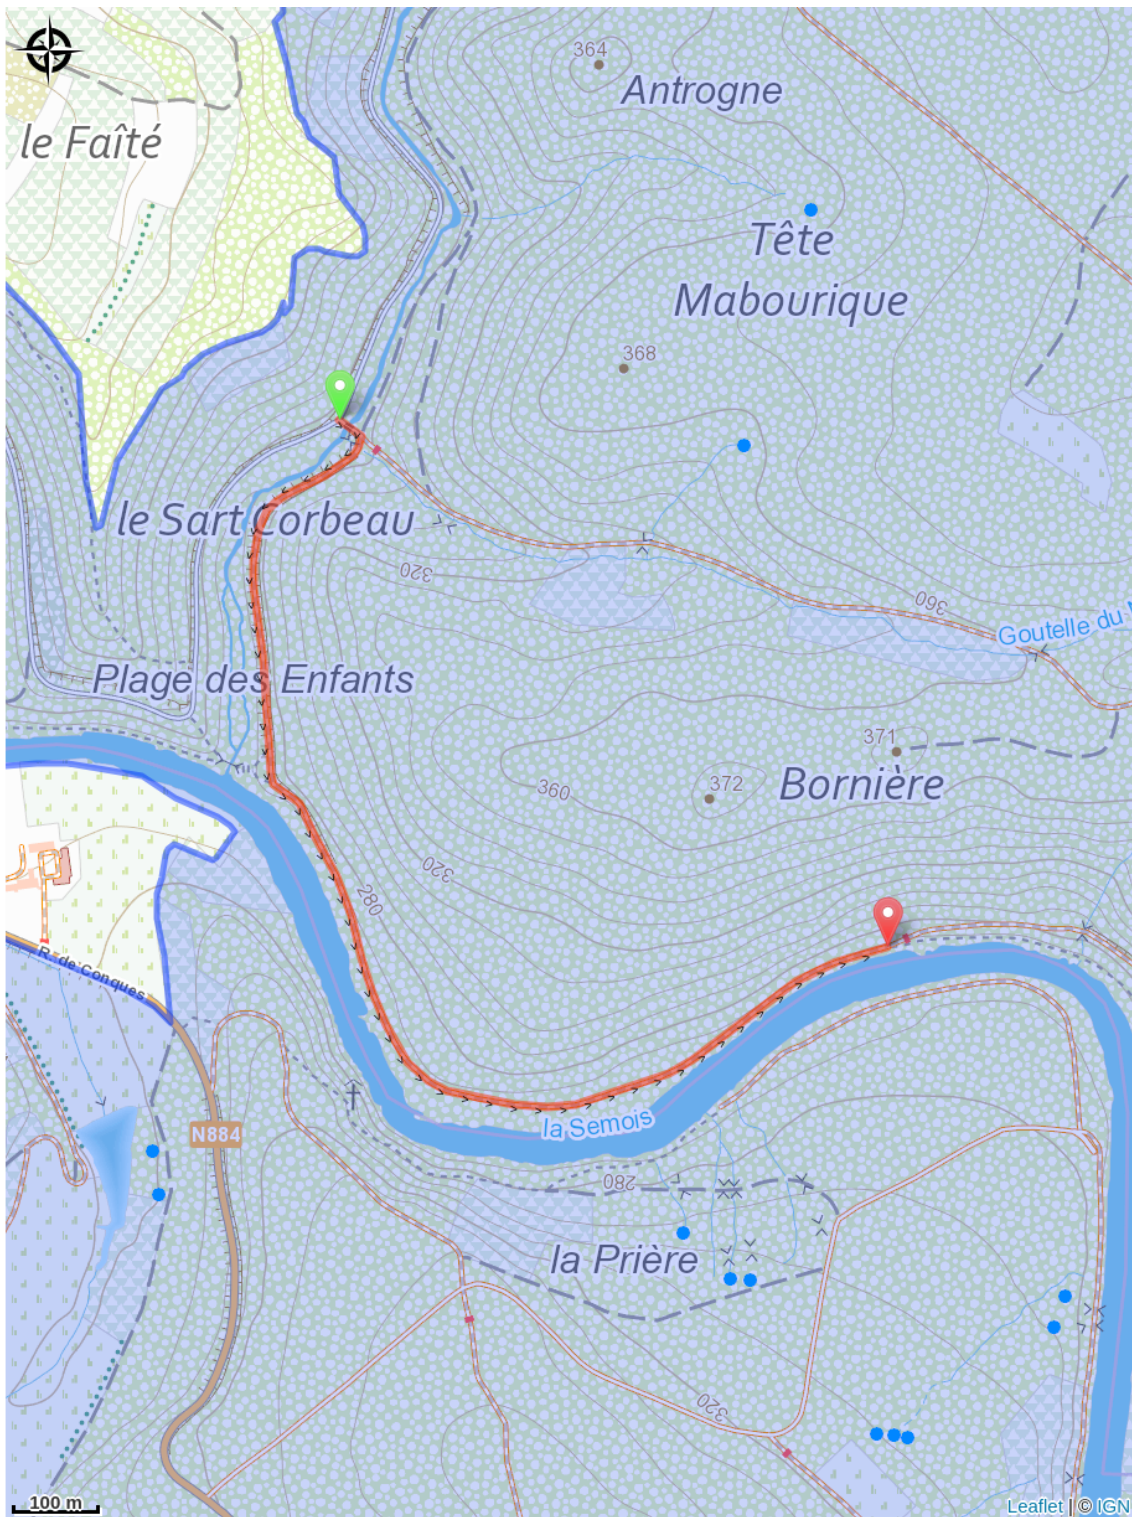 364
Antrogne
le Faîté
Tête
Mabourique
368
le Sart Corbeau
320
360
Goutelle du
Plage des Enfants
371
372
Bornière
360
320
280
R. de Conques
la Semois
N884
280
la Prière
320
100 m
Leaflet | © IGN